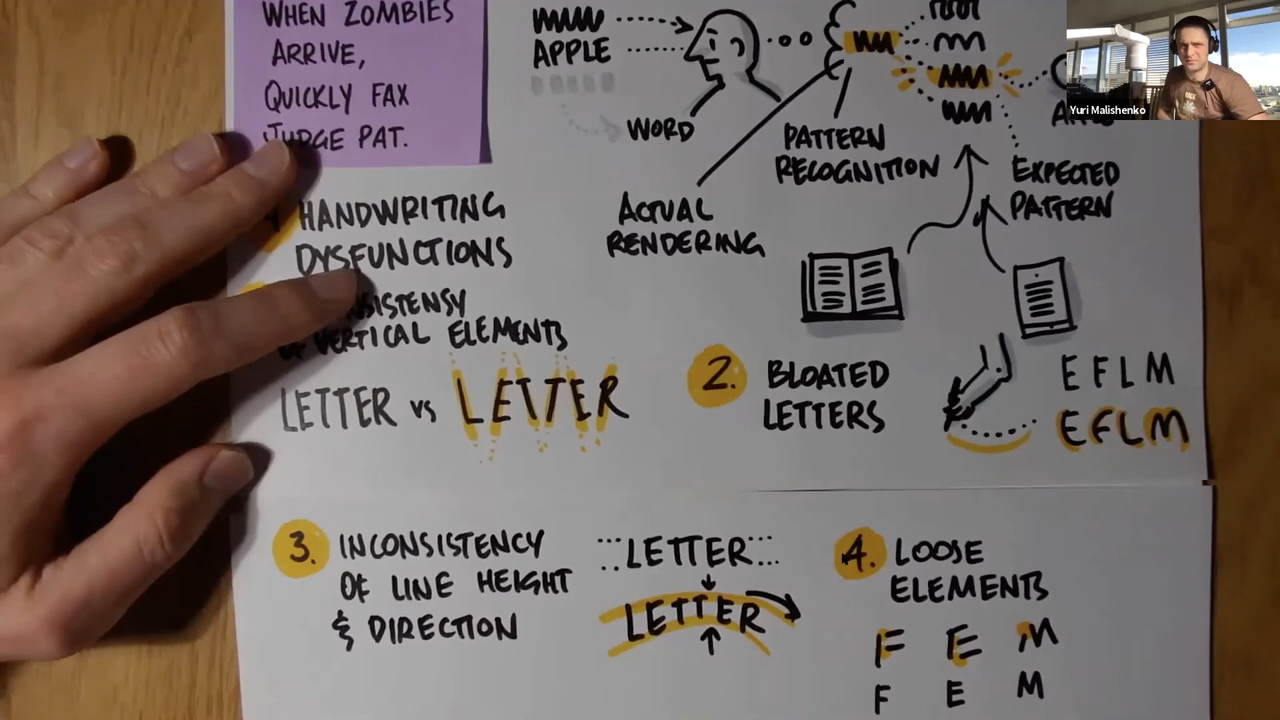 WHEN ZOMBIES
ARRIVE,
QUICKLY FAX
JUDGE PAT.
APPLE
WORD
PATTERN
RECOGNITION
ACTUAL
RENDERING
EXPECTED
PATTERN
Yuri Malishenko
HANDWRITING
DYSFUNCTIONS
VERTICAL ELEMENTS
LETTER vs LETTER
2. BLOATED
LETTERS
E F L M
E F L M
3. INCONSISTENCY
OF LINE HEIGHT
& DIRECTION
LETTER
LETTER
4. LOOSE
ELEMENTS
F E M
F E M